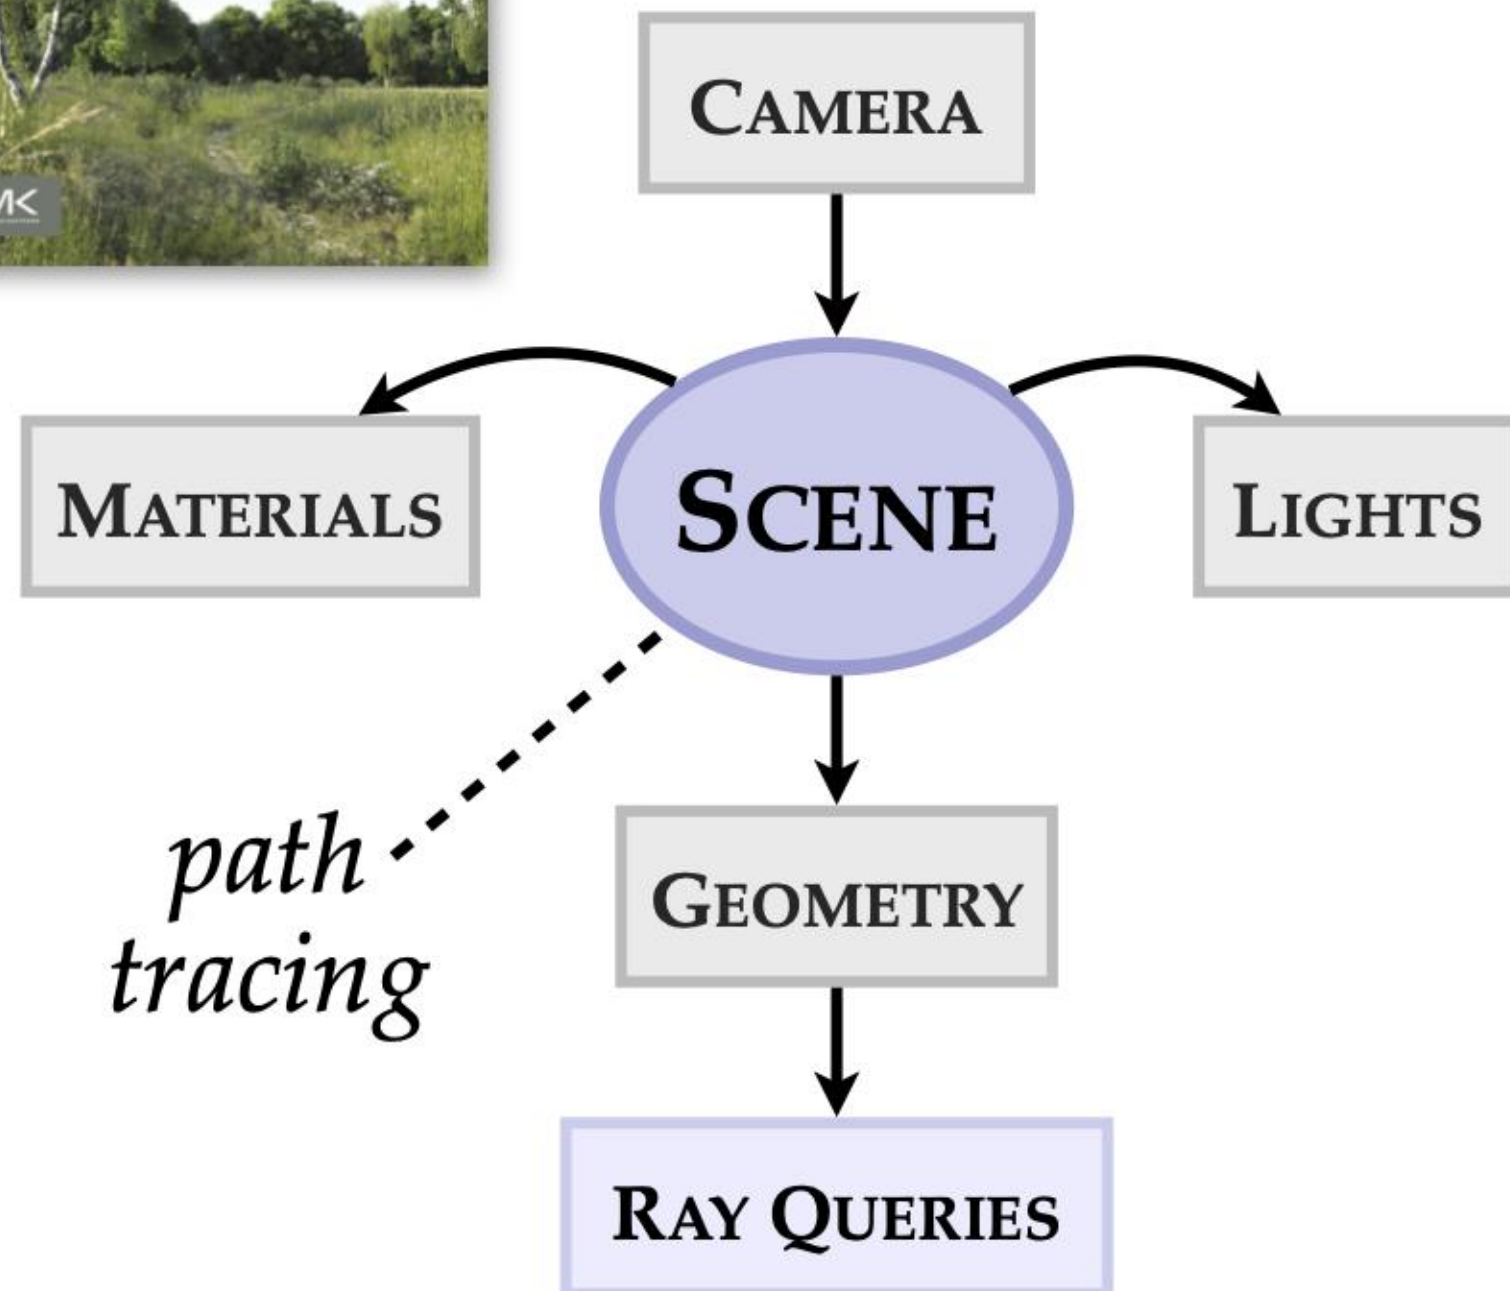 CAMERA
MATERIALS
SCENE
LIGHTS
path
tracing
GEOMETRY
RAY QUERIES